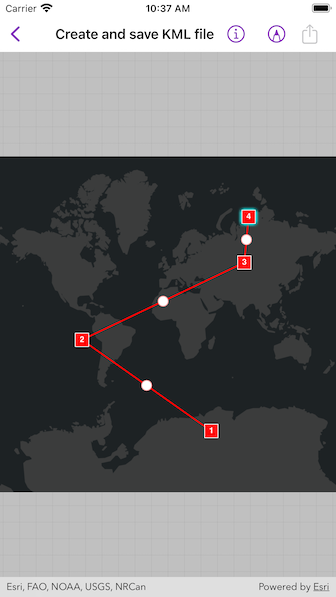 Carrier 10:37 AM
Create and save KML file
4
3
2
1
Esri, FAO, NOAA, USGS, NRCan Powered by Esri